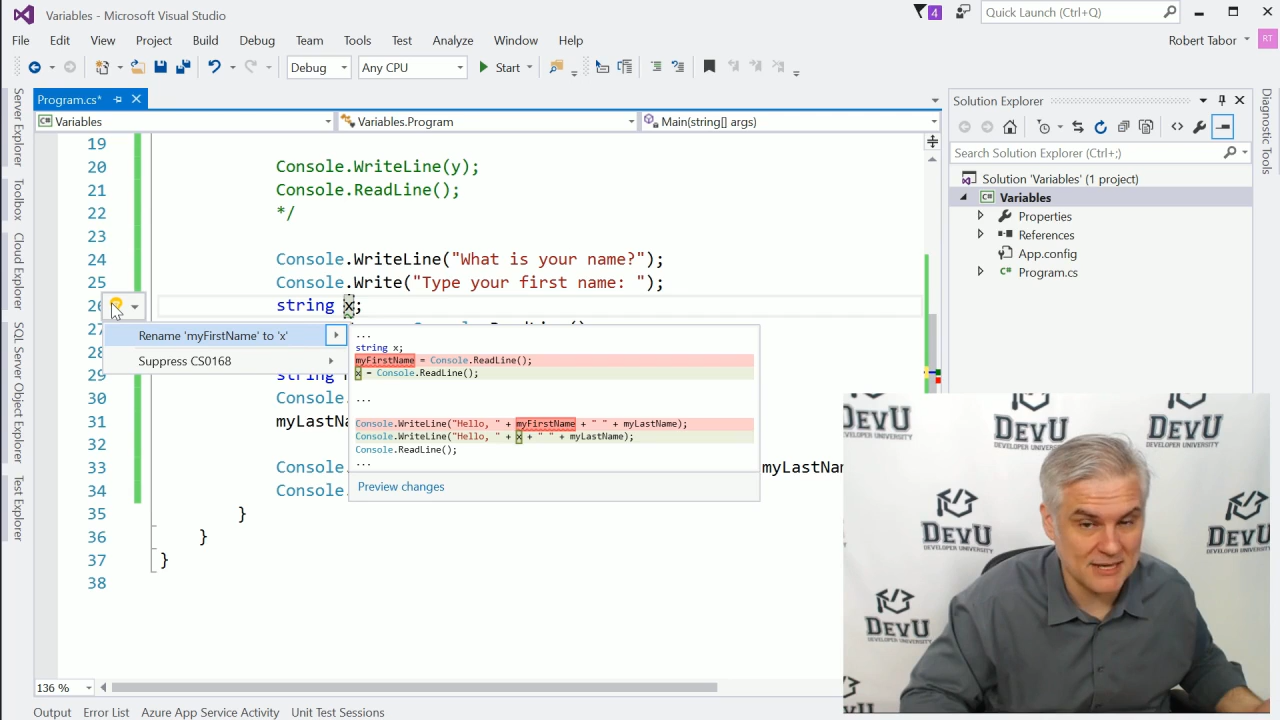 Variables - Microsoft Visual Studio
4
Quick Launch (Ctrl+Q)
File Edit View Project Build Debug Team Tools Test Analyze Window Help
Robert Tabor RT
Debug Any CPU Start
Program.cs*
Variables Variables.Program Main(string[] args)
Server Explorer
Toolbox
Cloud Explorer
SQL Server Object Explorer
Test Explorer
19
20 Console.WriteLine(y);
21 Console.ReadLine();
22 */
23
24 Console.WriteLine("What is your name?");
25 Console.Write("Type your first name: ");
26 string x;
27
28
29 string
30 Console.
31 myLastNa
32
33 Console. myLastNam
34 Console.
35 }
36 }
37 }
38
Rename 'myFirstName' to 'x'
Suppress CS0168
...
string x;
myFirstName = Console.ReadLine();
x = Console.ReadLine();
...
Console.WriteLine("Hello, " + myFirstName + " " + myLastName);
Console.WriteLine("Hello, " + x + " " + myLastName);
Console.ReadLine();
...
Preview changes
Solution Explorer
Search Solution Explorer (Ctrl+;)
Solution 'Variables' (1 project)
Variables
Properties
References
App.config
Program.cs
Diagnostic Tools
136 %
Output Error List Azure App Service Activity Unit Test Sessions
DevU
DEVELOPER UNIVERSITY
DevU
DEVELOPER UNIVERSITY
DevU
DEVELOPER UNIVERSITY